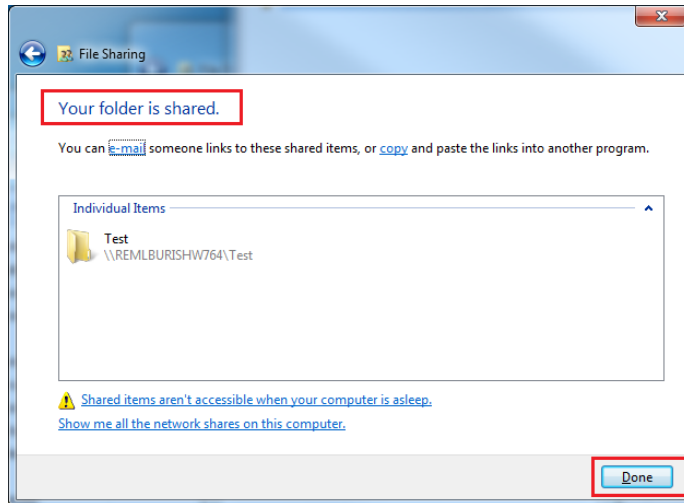 File Sharing
Your folder is shared.
You can e-mail someone links to these shared items, or copy and paste the links into another program.
Individual Items
Test
\\REMLBURISHW764\Test
Shared items aren't accessible when your computer is asleep.
Show me all the network shares on this computer.
Done